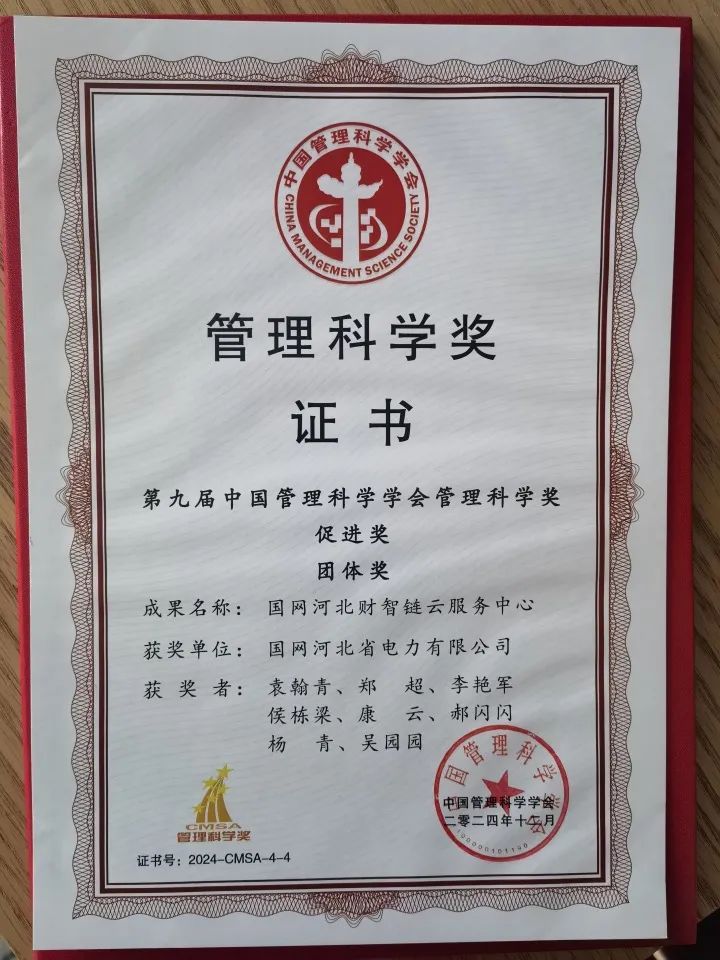 中国管理科学学会
CHINA MANAGEMENT SCIENCE SOCIETY
管理科学奖
证书
第九届中国管理科学学会管理科学奖
促进奖
团体奖
成果名称：国网河北财智链云服务中心
获奖单位：国网河北省电力有限公司
获奖者：袁翰青、郑 超、李艳军
侯栋梁、康 云、郝闪闪
杨 青、吴园园
中国管理科学学会
中国管理科学学会
二零二四年十 月
1000000101190
CMSA
管理科学奖
证书号：2024-CMSA-4-4